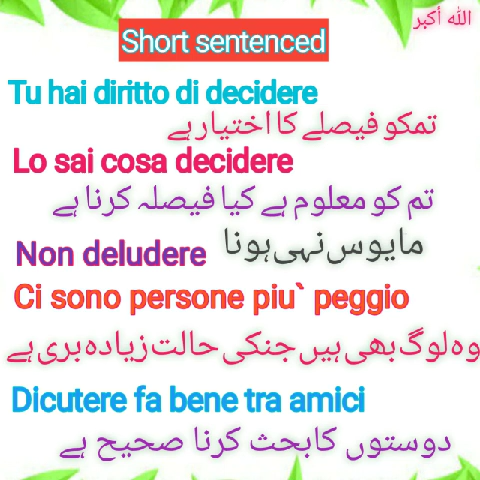 الله أكبر
Short sentenced
Tu hai diritto di decidere
تمکو فیصلے کا اختیار ہے
Lo sai cosa decidere
تم کو معلوم ہے کیا فیصلہ کرنا ہے
Non deludere مایوس نہی ہونا
Ci sono persone piu` peggio
وہ لوگ بھی ہیں جنکی حالت زیادہ بری ہے
Dicutere fa bene tra amici
دوستوں کا بحث کرنا صحیح ہے